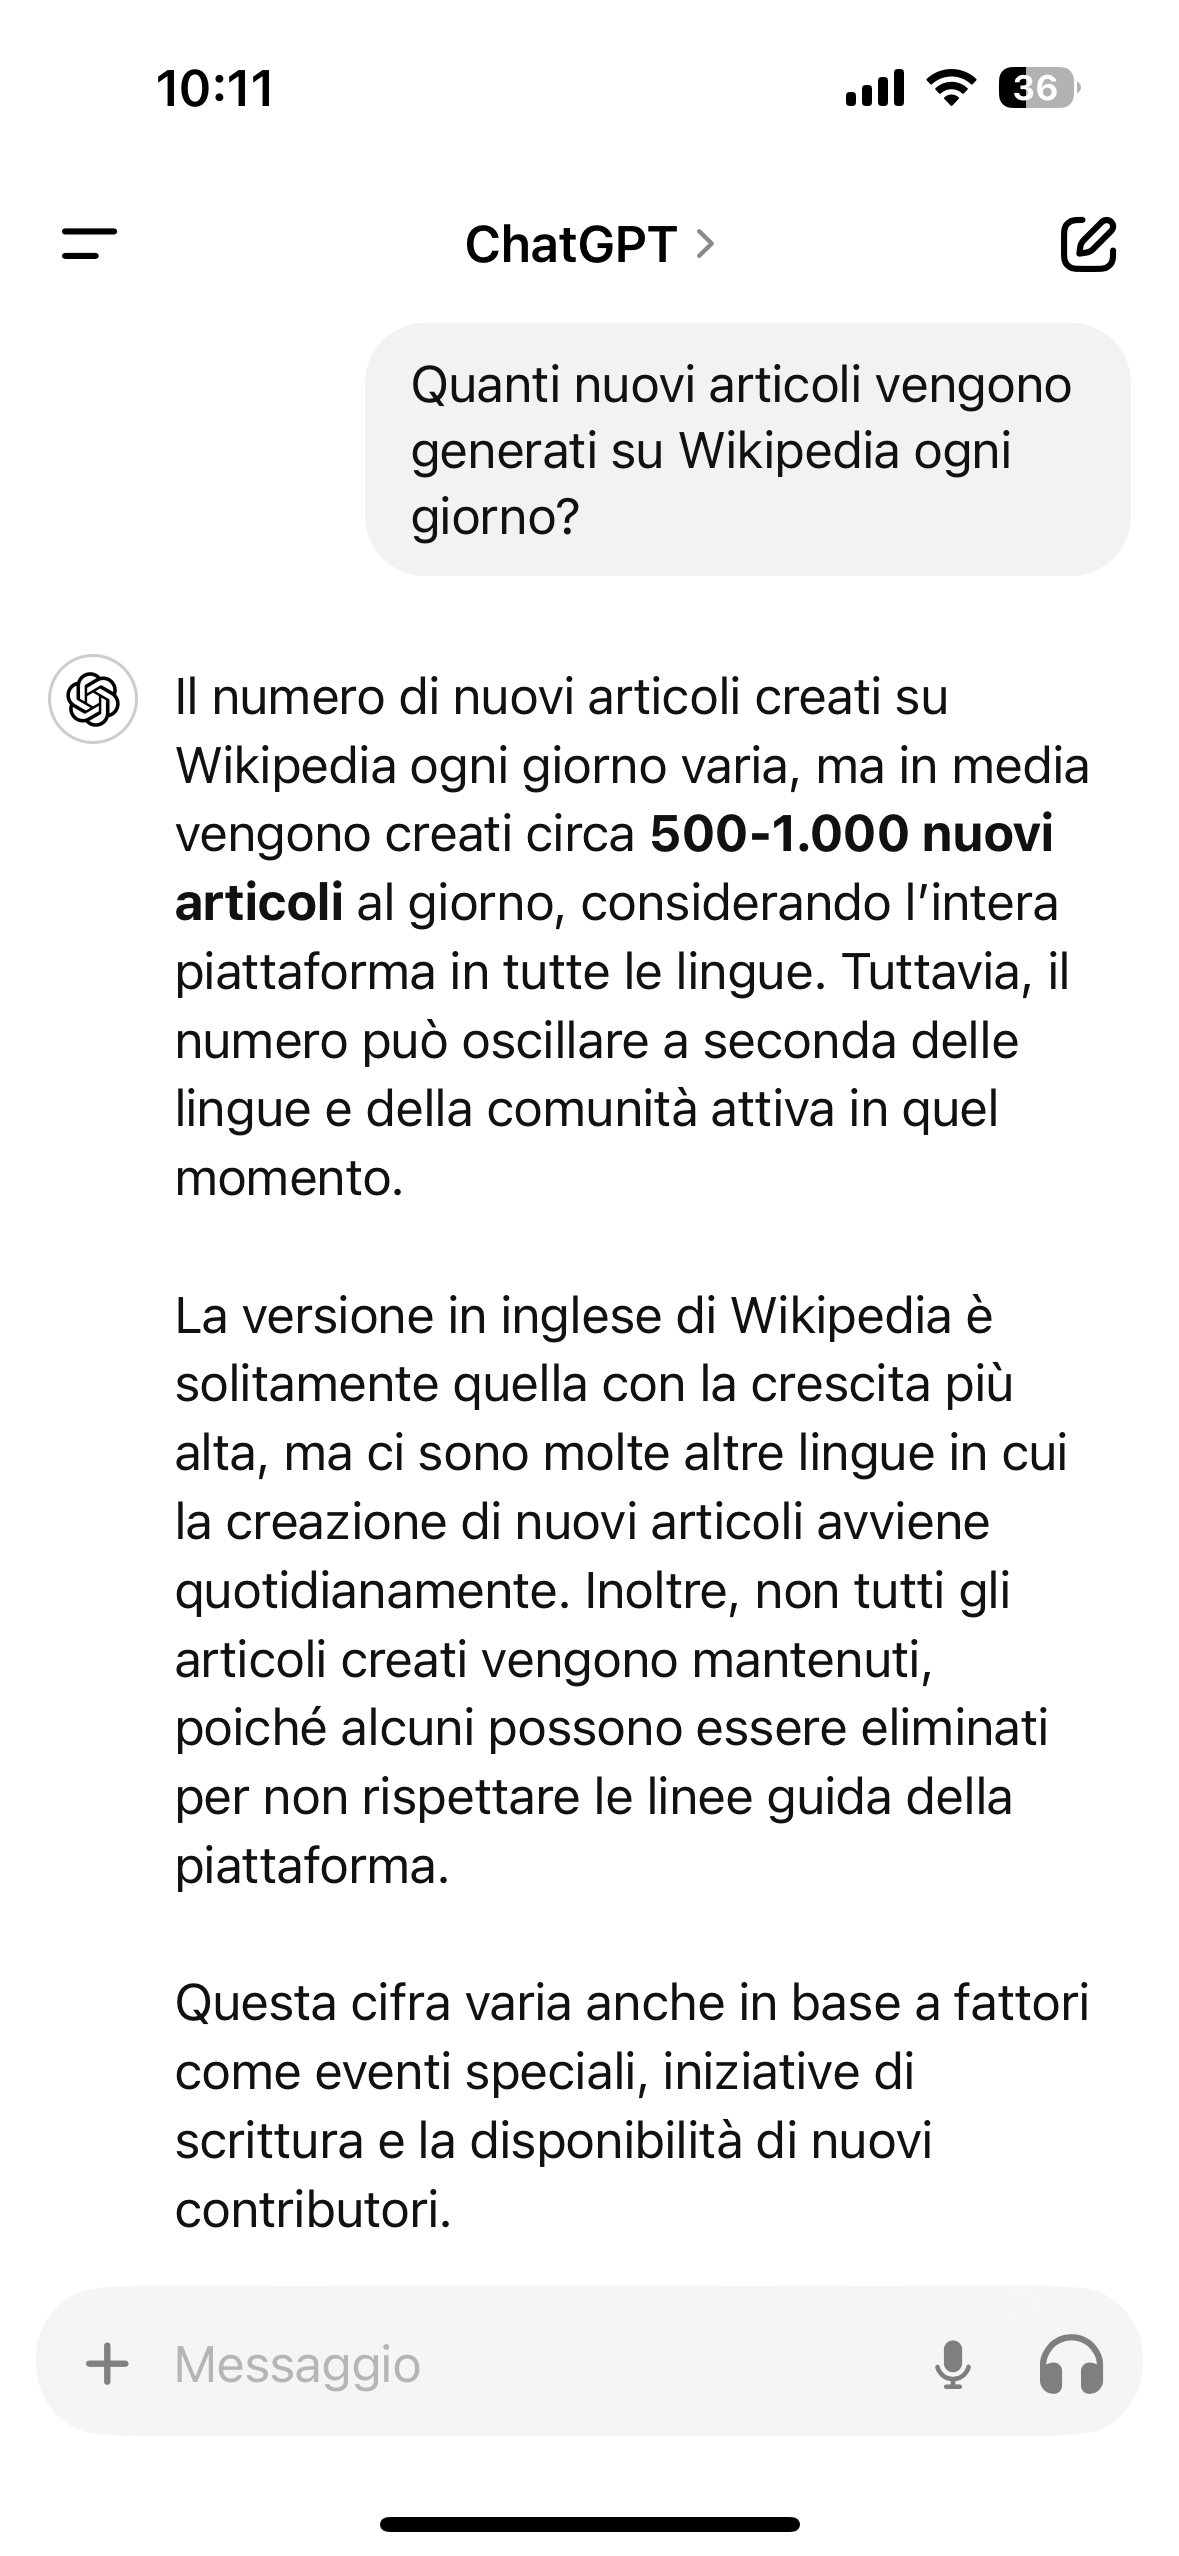 10:11
36
ChatGPT
Quanti nuovi articoli vengono
generati su Wikipedia ogni
giorno?
Il numero di nuovi articoli creati su
Wikipedia ogni giorno varia, ma in media
vengono creati circa 500-1.000 nuovi
articoli al giorno, considerando l’intera
piattaforma in tutte le lingue. Tuttavia, il
numero può oscillare a seconda delle
lingue e della comunità attiva in quel
momento.
La versione in inglese di Wikipedia è
solitamente quella con la crescita più
alta, ma ci sono molte altre lingue in cui
la creazione di nuovi articoli avviene
quotidianamente. Inoltre, non tutti gli
articoli creati vengono mantenuti,
poiché alcuni possono essere eliminati
per non rispettare le linee guida della
piattaforma.
Questa cifra varia anche in base a fattori
come eventi speciali, iniziative di
scrittura e la disponibilità di nuovi
contributori.
Messaggio